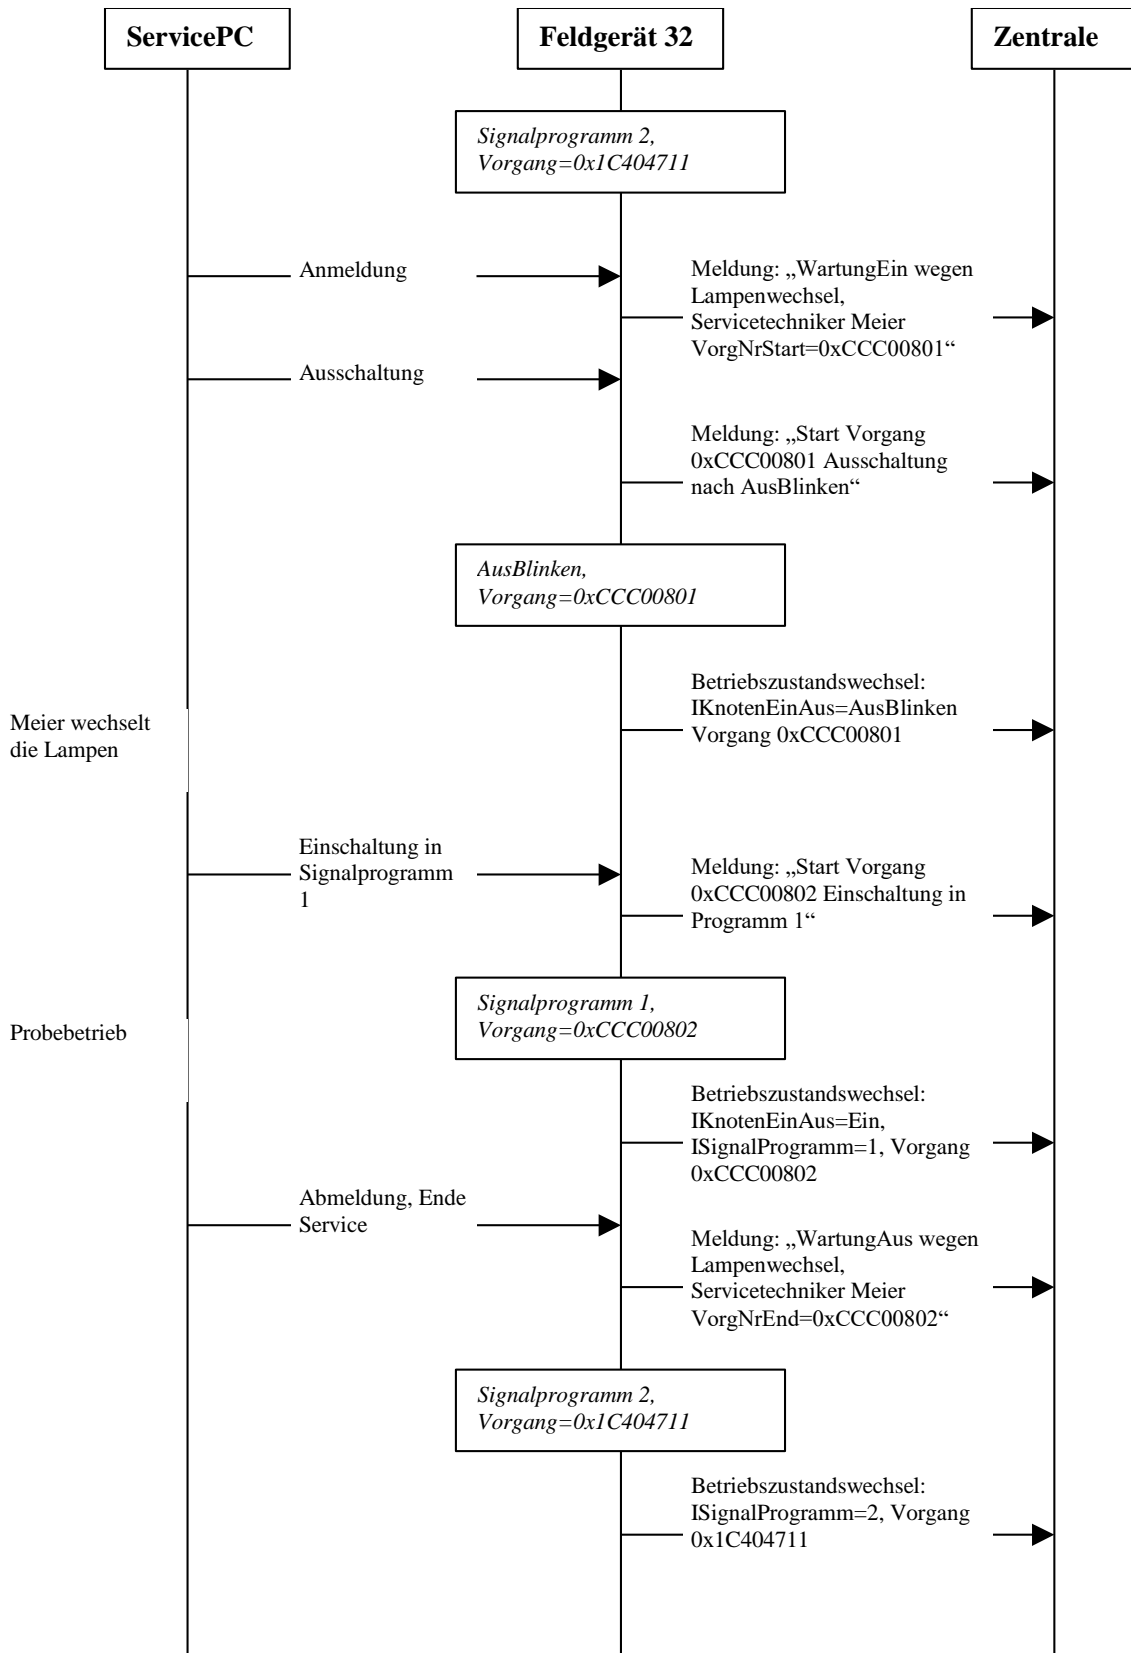 ServicePC
Feldgerät 32
Zentrale
Signalprogramm 2,
Vorgang=0x1C404711
Anmeldung
Meldung: „WartungEin wegen
Lampenwechsel,
Servicetechniker Meier
VorgNrStart=0xCCC00801“
Ausschaltung
Meldung: „Start Vorgang
0xCCC00801 Ausschaltung
nach AusBlinken“
AusBlinken,
Vorgang=0xCCC00801
Betriebszustandswechsel:
IKnotenEinAus=AusBlinken
Vorgang 0xCCC00801
Meier wechselt
die Lampen
Einschaltung in
Signalprogramm
1
Meldung: „Start Vorgang
0xCCC00802 Einschaltung in
Programm 1“
Signalprogramm 1,
Vorgang=0xCCC00802
Probebetrieb
Betriebszustandswechsel:
IKnotenEinAus=Ein,
ISignalProgramm=1, Vorgang
0xCCC00802
Abmeldung, Ende
Service
Meldung: „WartungAus wegen
Lampenwechsel,
Servicetechniker Meier
VorgNrEnd=0xCCC00802“
Signalprogramm 2,
Vorgang=0x1C404711
Betriebszustandswechsel:
ISignalProgramm=2, Vorgang
0x1C404711